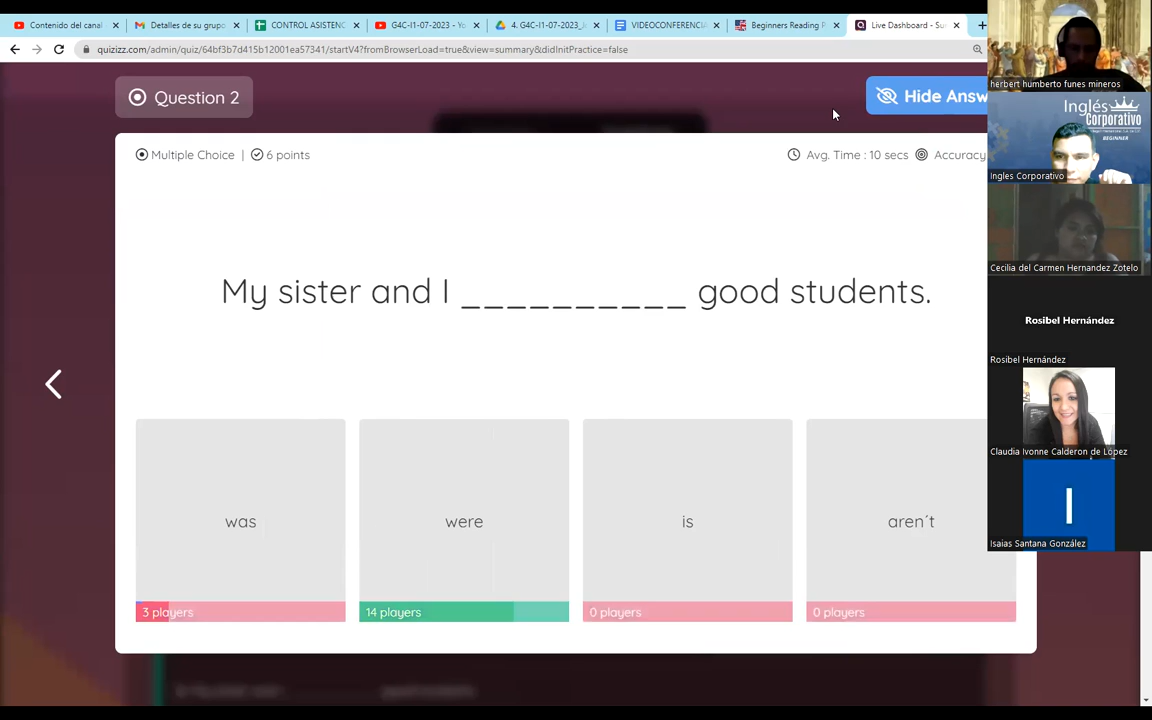 Contenido del canal
Detalles de su grupo
CONTROL ASISTENC
G4C-I1-07-2023 - Yo
4. G4C-I1-07-2023_
VIDEOCONFERENCIA
Beginners Reading P
Live Dashboard - Su
quizizz.com/admin/quiz/64bf3b7d415b12001ea57341/startV4?fromBrowserLoad=true&view=summary&didInitPractice=false
herbert humberto funes mineros
Question 2
Hide Answ
Inglés
Corporativo
BEGINNER
Ingles Corporativo
Multiple Choice | 6 points
Avg. Time : 10 secs
Accuracy
Cecilia del Carmen Hernandez Zotelo
My sister and I __________ good students.
Rosibel Hernández
Rosibel Hernández
Claudia Ivonne Calderon de Lopez
was
were
is
aren´t
I
Isaias Santana González
3 players
14 players
0 players
0 players